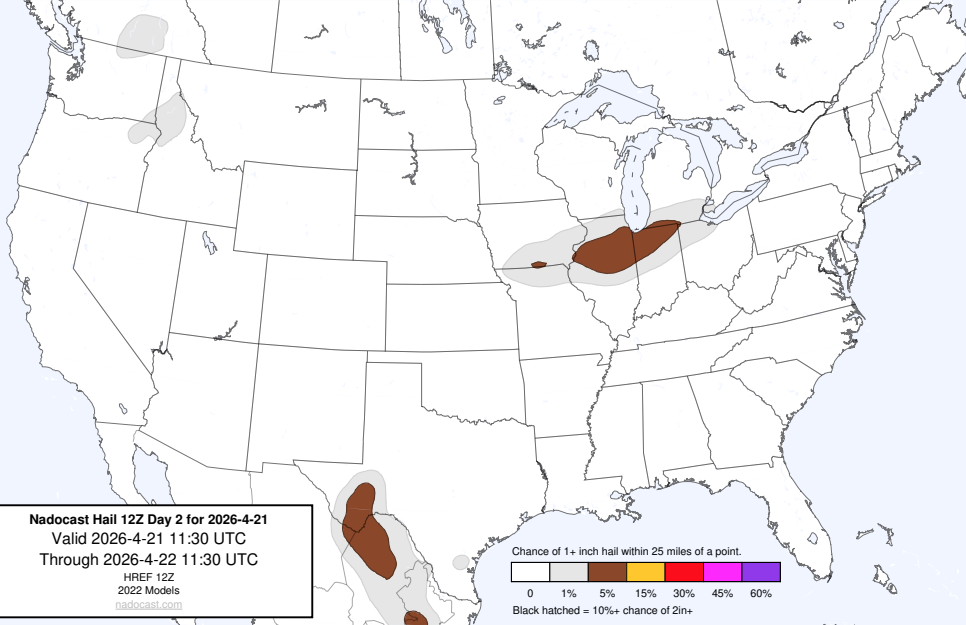 Nadocast Hail 12Z Day 2 for 2026-4-21
Valid 2026-4-21 11:30 UTC
Through 2026-4-22 11:30 UTC
HREF 12Z
2022 Models
nadocast.com
Chance of 1+ inch hail within 25 miles of a point.
0 1% 5% 15% 30% 45% 60%
Black hatched = 10%+ chance of 2in+